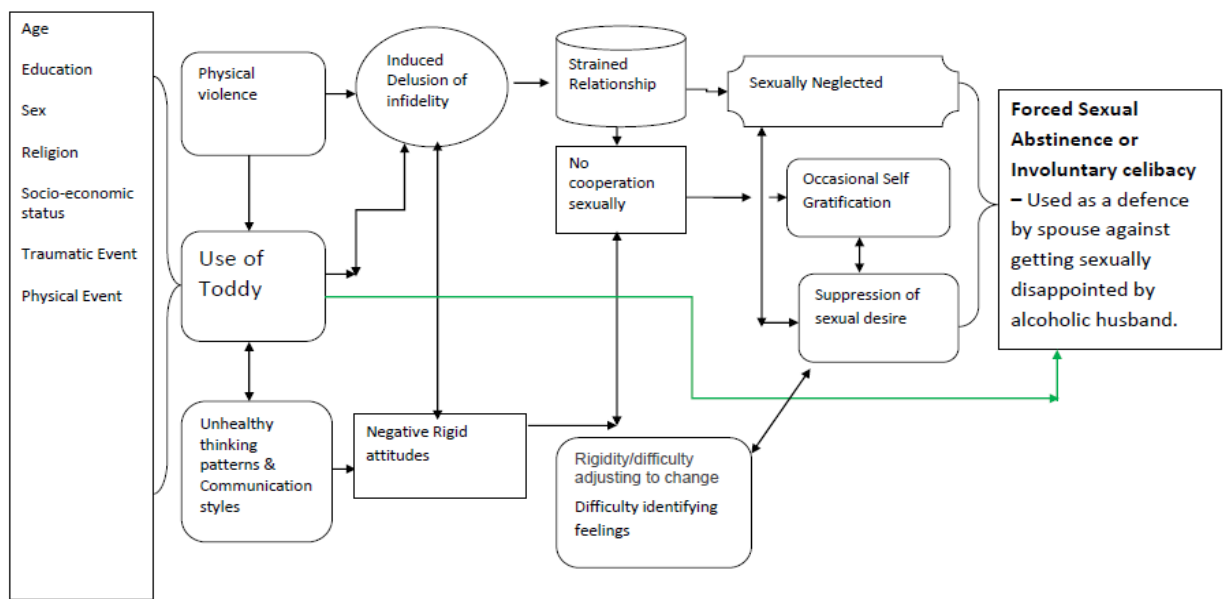 Age
Education
Sex
Religion
Socio-economic
status
Traumatic Event
Physical Event
Physical
violence
Use of
Toddy
Unhealthy
thinking
patterns &
Communication
styles
Induced
Delusion of
infidelity
Negative Rigid
attitudes
Strained
Relationship
No
cooperation
sexually
Rigidity/difficulty
adjusting to change
Difficulty identifying
feelings
Sexually Neglected
Occasional Self
Gratification
Suppression of
sexual desire
Forced Sexual
Abstinence or
Involuntary celibacy
– Used as a defence
by spouse against
getting sexually
disappointed by
alcoholic husband.